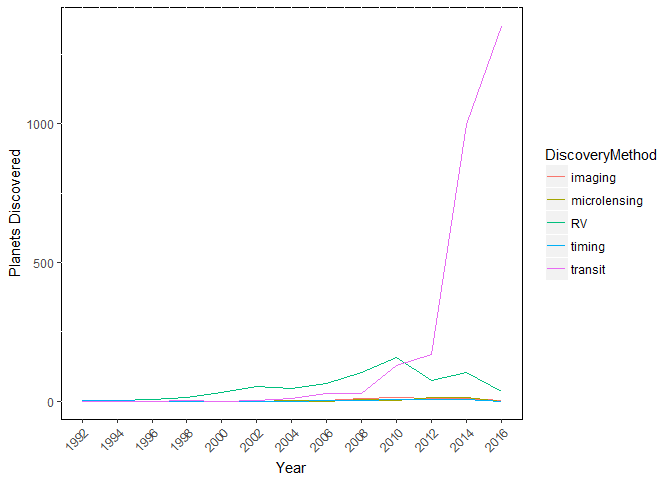 Planets Discovered
1000
500
0
1992 1994 1996 1998 2000 2002 2004 2006 2008 2010 2012 2014 2016
Year
DiscoveryMethod
imaging
microlensing
RV
timing
transit